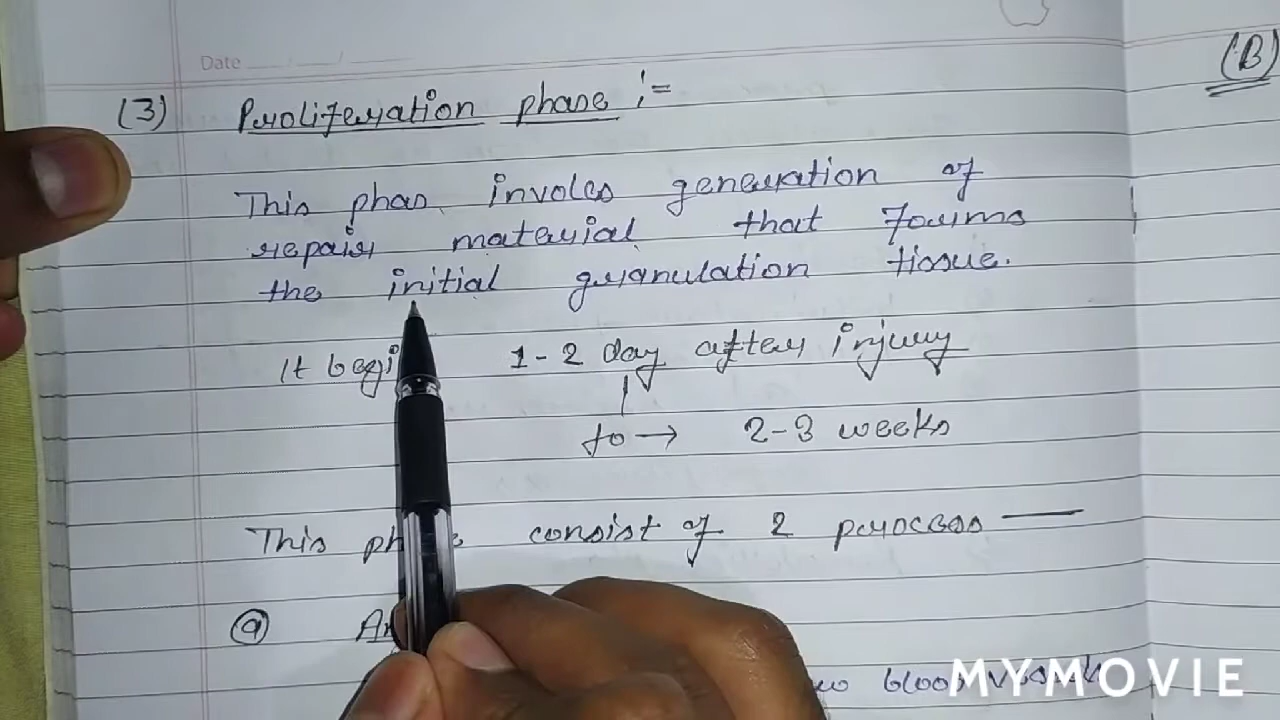 Date
(B)
(3) Proliferation phase :-
This phas involes generation of
repair material that forms
the initial granulation tissue.
It begi 1-2 day after injury
to → 2-3 weeks
This ph consist of 2 process —
(a)
blood
MYMOVIE